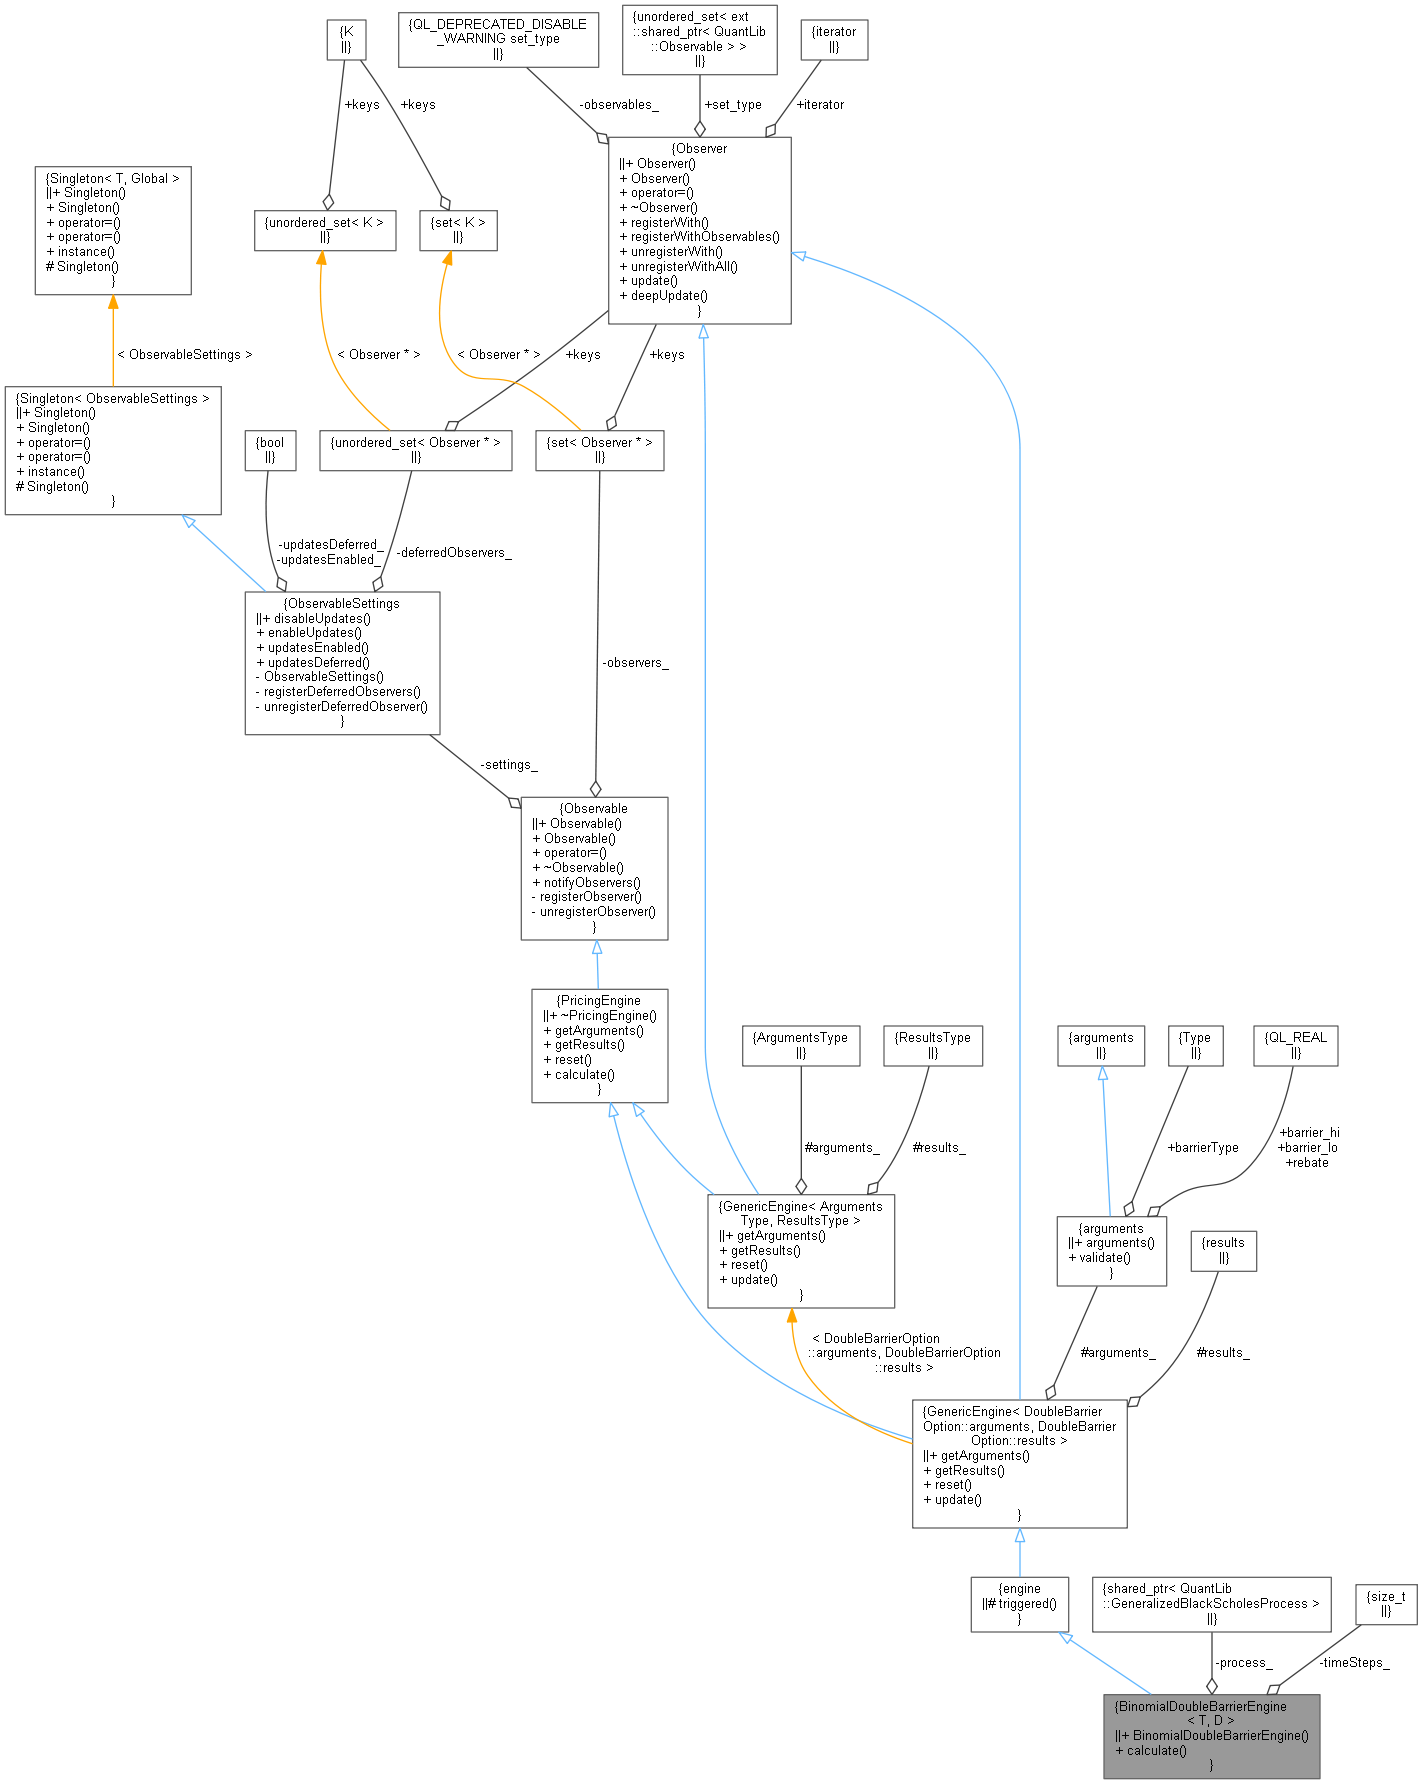 {K
||}
{QL_DEPRECATED_DISABLE
_WARNING set_type
||}
{unordered_set< ext
::shared_ptr< QuantLib
::Observable > >
||}
{iterator
||}
+keys
+keys
-observables_
+set_type
+iterator
{Singleton< T, Global >
||+ Singleton()
+ Singleton()
+ operator=()
+ operator=()
+ instance()
# Singleton()
}
{unordered_set< K >
||}
{set< K >
||}
{Observer
||+ Observer()
+ Observer()
+ operator=()
+ ~Observer()
+ registerWith()
+ registerWithObservables()
+ unregisterWith()
+ unregisterWithAll()
+ update()
+ deepUpdate()
}
< ObservableSettings >
< Observer * >
< Observer * >
+keys
+keys
{Singleton< ObservableSettings >
||+ Singleton()
+ Singleton()
+ operator=()
+ operator=()
+ instance()
# Singleton()
}
{bool
||}
{unordered_set< Observer * >
||}
{set< Observer * >
||}
-updatesDeferred_
-updatesEnabled_
-deferredObservers_
{ObservableSettings
||+ disableUpdates()
+ enableUpdates()
+ updatesEnabled()
+ updatesDeferred()
- ObservableSettings()
- registerDeferredObservers()
- unregisterDeferredObserver()
}
-observers_
-settings_
{Observable
||+ Observable()
+ Observable()
+ operator=()
+ ~Observable()
+ notifyObservers()
- registerObserver()
- unregisterObserver()
}
{PricingEngine
||+ ~PricingEngine()
+ getArguments()
+ getResults()
+ reset()
+ calculate()
}
{ArgumentsType
||}
{ResultsType
||}
{arguments
||}
{Type
||}
{QL_REAL
||}
#arguments_
#results_
+barrierType
+barrier_hi
+barrier_lo
+rebate
{GenericEngine< Arguments
Type, ResultsType >
||+ getArguments()
+ getResults()
+ reset()
+ update()
}
{arguments
||+ arguments()
+ validate()
}
{results
||}
< DoubleBarrierOption
::arguments, DoubleBarrierOption
::results >
#arguments_
#results_
{GenericEngine< DoubleBarrier
Option::arguments, DoubleBarrier
Option::results >
||+ getArguments()
+ getResults()
+ reset()
+ update()
}
{engine
||# triggered()
}
{shared_ptr< QuantLib
::GeneralizedBlackScholesProcess >
||}
{size_t
||}
-process_
-timeSteps_
{BinomialDoubleBarrierEngine
< T, D >
||+ BinomialDoubleBarrierEngine()
+ calculate()
}